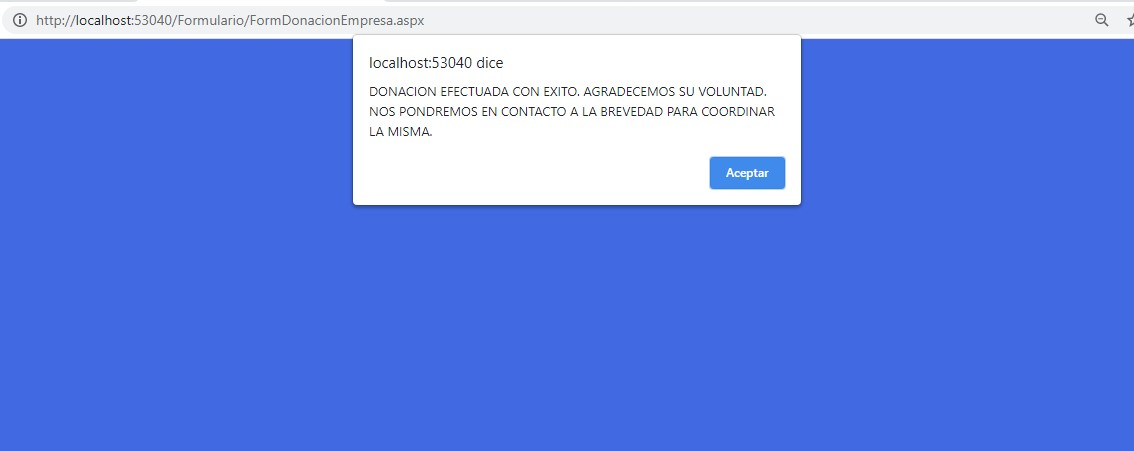 http://localhost:53040/Formulario/FormDonacionEmpresa.aspx
localhost:53040 dice
DONACION EFECTUADA CON EXITO. AGRADECEMOS SU VOLUNTAD.
NOS PONDREMOS EN CONTACTO A LA BREVEDAD PARA COORDINAR
LA MISMA.
Aceptar